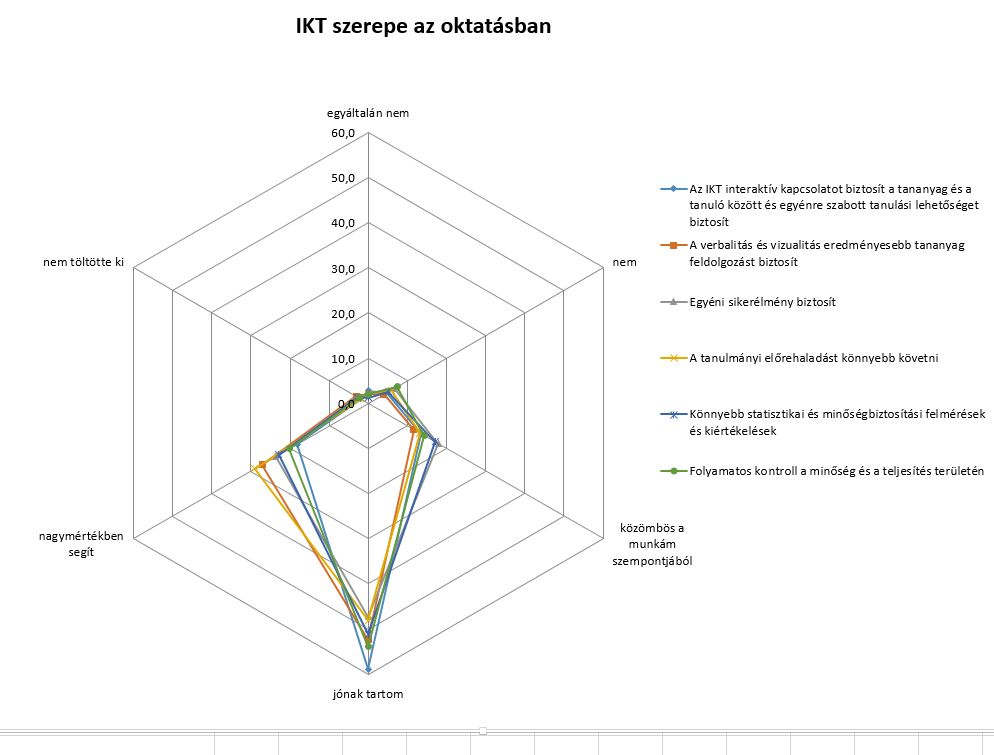 IKT szerepe az oktatásban
egyáltalán nem
60,0
50,0
40,0
30,0
20,0
10,0
0,0
nem töltötte ki
nem
nagymértékben
segít
közömbös a
munkám
szempontjából
jónak tartom
Az IKT interaktív kapcsolatot biztosít a tananyag és a
tanuló között és egyénre szabott tanulási lehetőséget
biztosít
A verbalitás és vizualitás eredményesebb tananyag
feldolgozást biztosít
Egyéni sikerélmény biztosít
A tanulmányi előrehaladást könnyebb követni
Könnyebb statisztikai és minőségbiztosítási felmérések
és kiértékelések
Folyamatos kontroll a minőség és a teljesítés területén